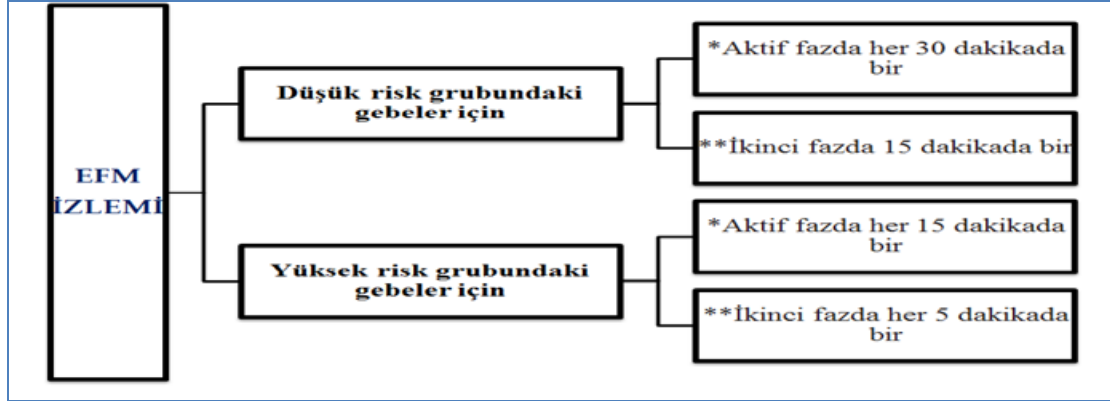 EFM
İZLEMİ
Düşük risk grubundaki
gebeler için
*Aktif fazda her 30 dakikada
bir
**İkinci fazda 15 dakikada bir
Yüksek risk grubundaki
gebeler için
*Aktif fazda her 15 dakikada
bir
**İkinci fazda her 5 dakikada
bir